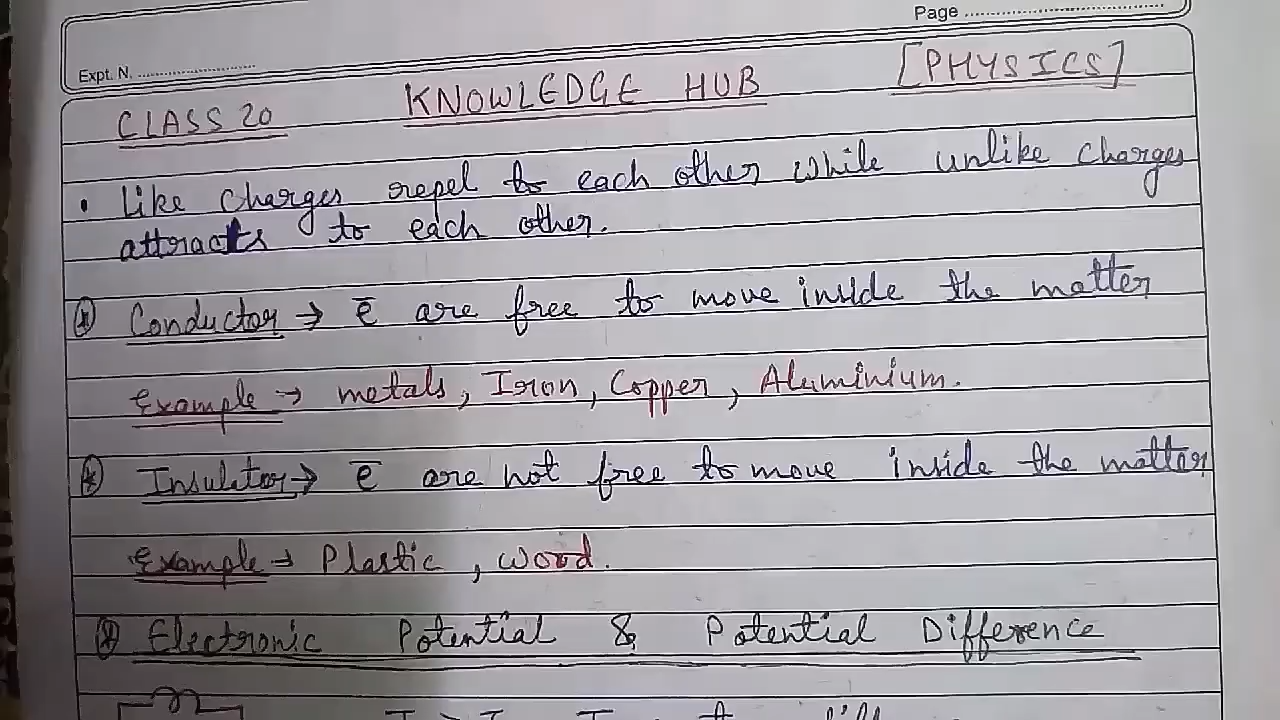 Page
Expt. N.
CLASS 20 KNOWLEDGE HUB [PHYSICS]
• like charges repel to each other while unlike charges
attracts to each other.
Conductor → ē are free to move inside the matter
Example → metals, Iron, Copper, Aluminium.
Insulator → ē are not free to move inside the matter
Example → Plastic, wood.
Electronic Potential & Potential Difference